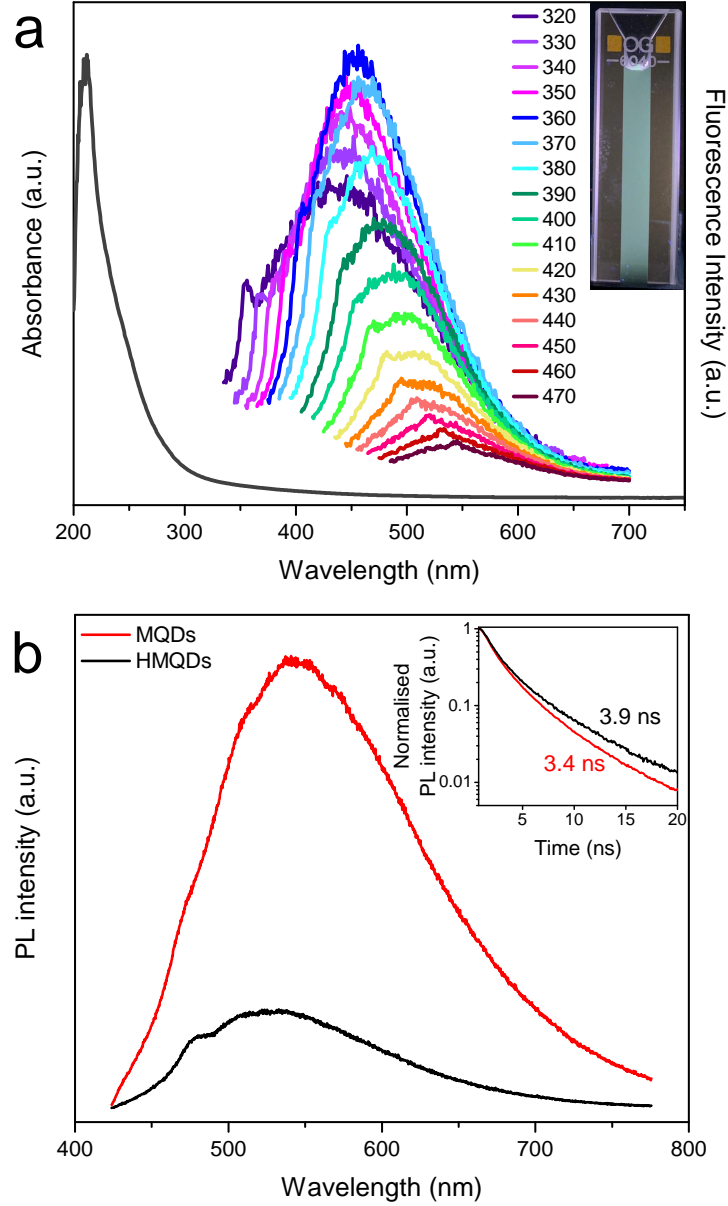 a
Absorbance (a.u.)
Fluorescence Intensity (a.u.)
320
330
340
350
360
370
380
390
400
410
420
430
440
450
460
470
OG
200
300
400
500
600
700
Wavelength (nm)
b
MQDs
HMQDs
PL intensity (a.u.)
Normalised
PL intensity (a.u.)
1
0.1
0.01
3.9 ns
3.4 ns
5
10
15
20
Time (ns)
400
500
600
700
800
Wavelength (nm)